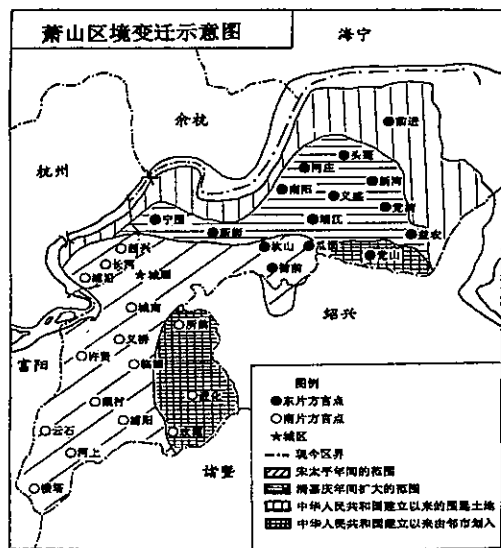 萧山区境变迁示意图
海宁
余杭
杭州
前进
头蓬
河庄
新湾
南阳
义盛
党湾
宁围
靖江
新街
益农
西兴
坎山
瓜沥
长河
城厢
党山
浦沿
衙前
城南
绍兴
所前
义桥
富阳
许贤
临浦
戴村
进化
浦阳
云石
河上
诸暨
楼塔
图例
东片方言点
南片方言点
城区
现今区界
宋太平年间的范围
清嘉庆年间扩大的范围
中华人民共和国建立以来的围垦土地
中华人民共和国建立以来由邻市划入